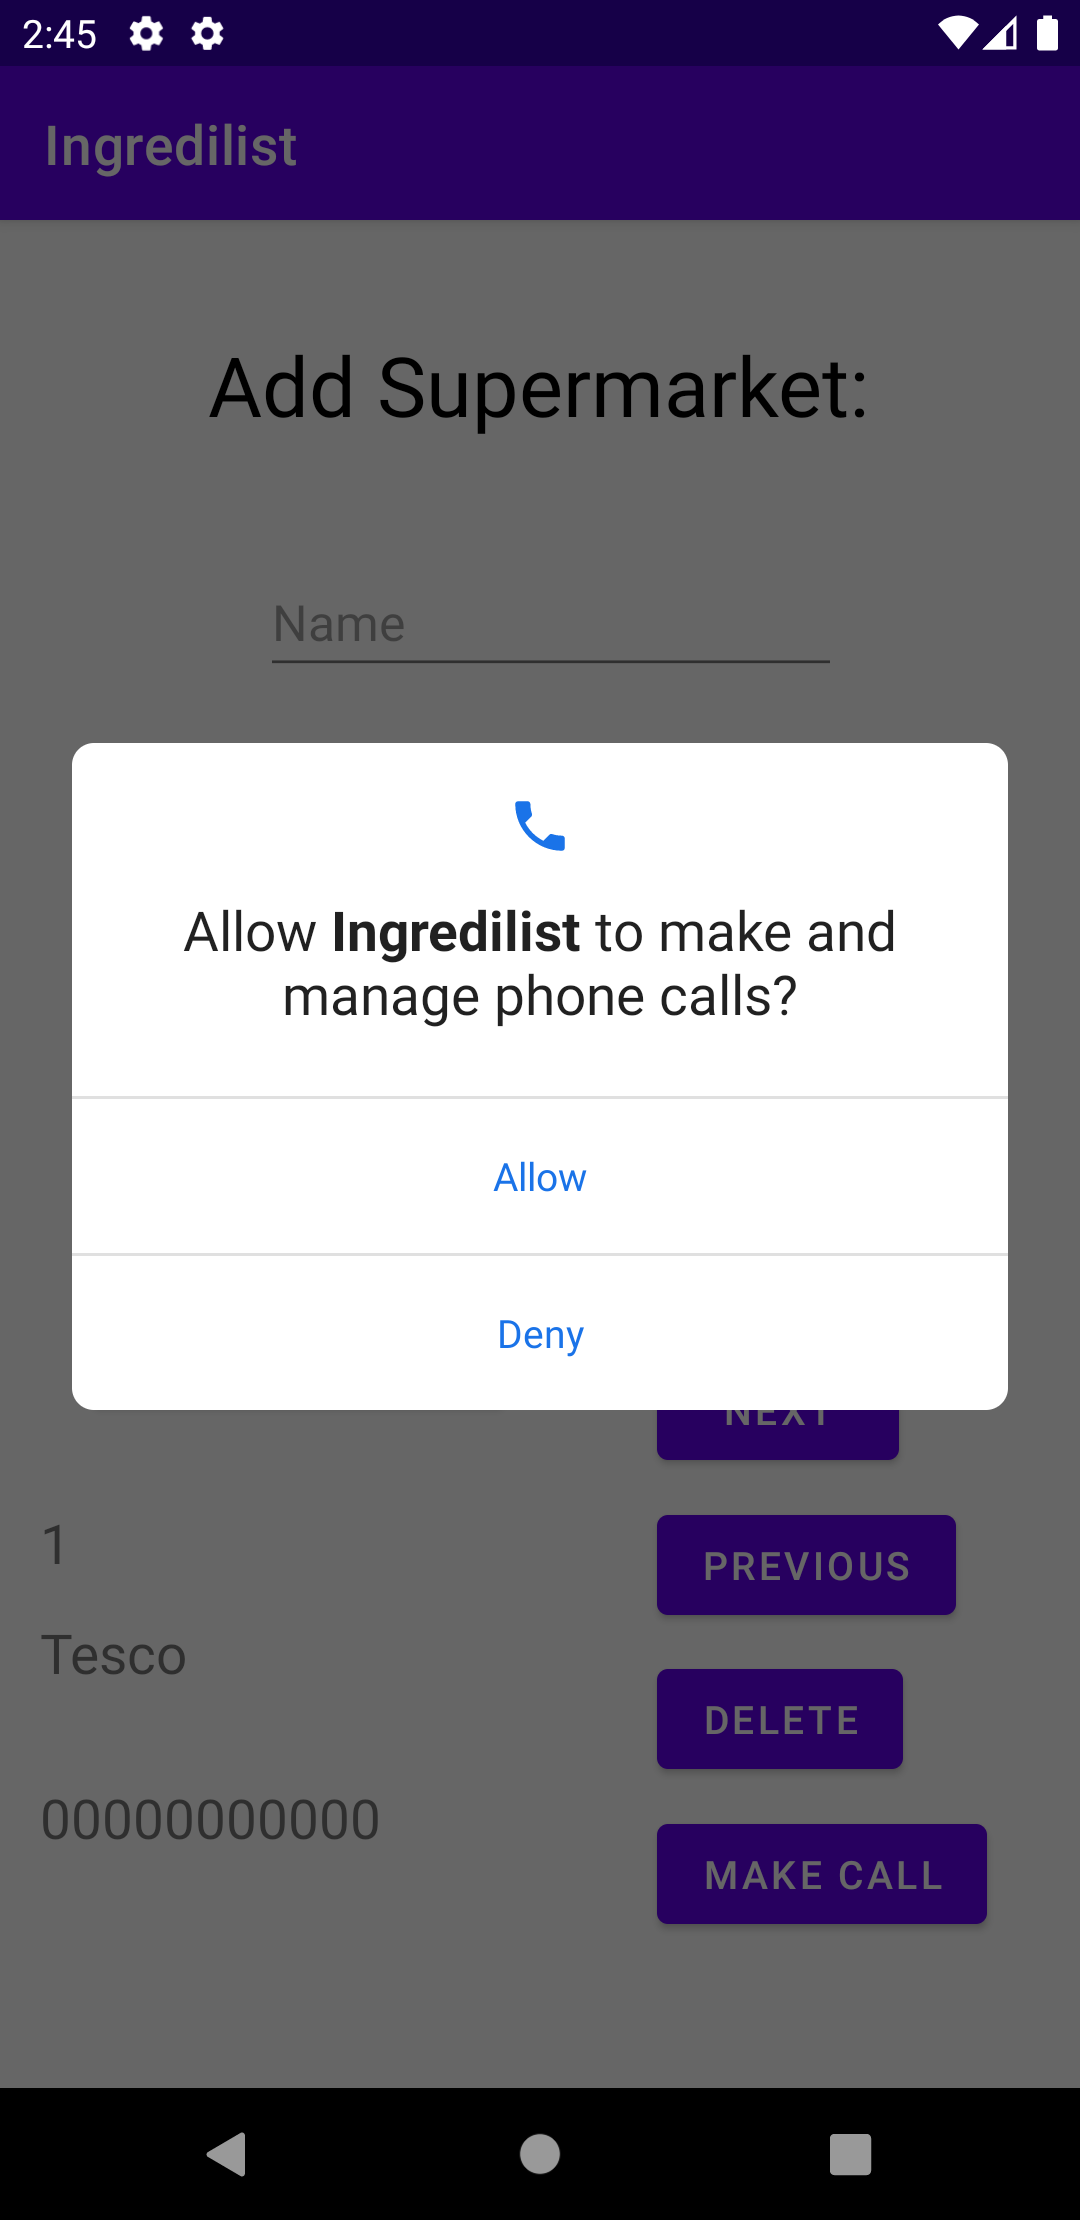 2:45
Ingredilist
Add Supermarket:
Name
Allow Ingredilist to make and
manage phone calls?
Allow
Deny
NEXT
1
PREVIOUS
Tesco
DELETE
00000000000
MAKE CALL